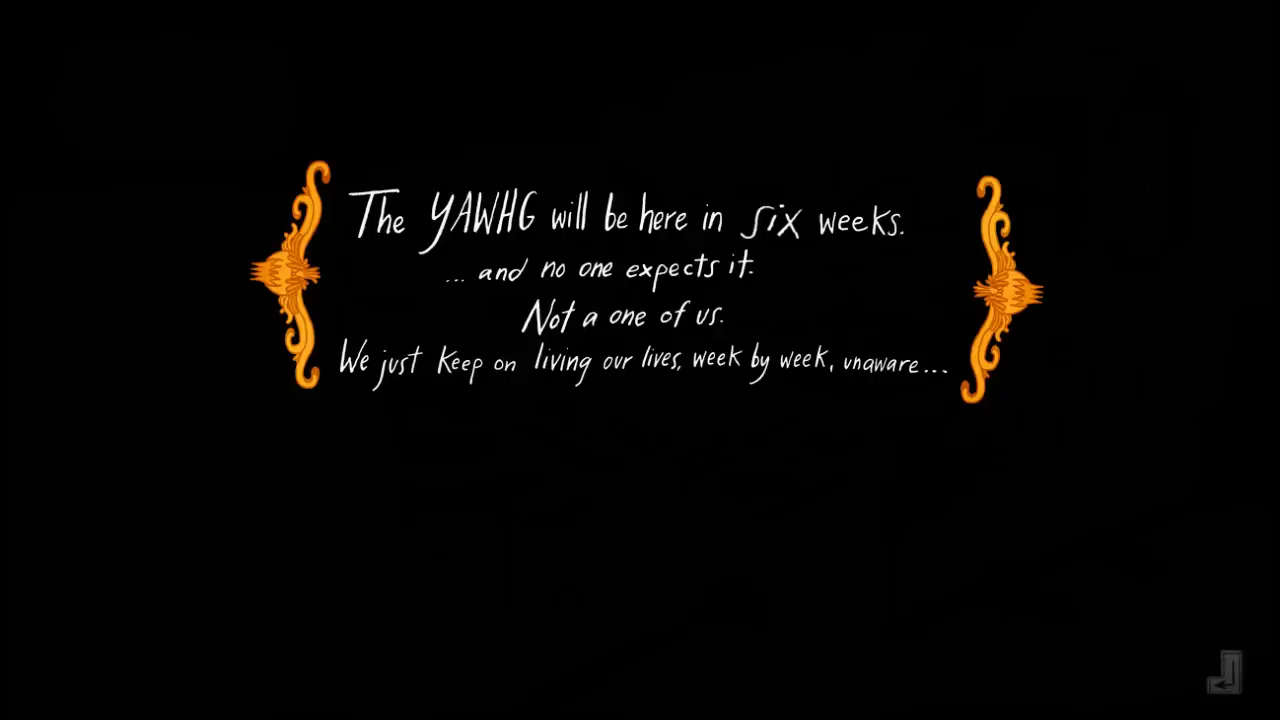 The YAWHG will be here in six weeks.
... and no one expects it.
Not a one of us.
We just keep on living our lives, week by week, unaware...